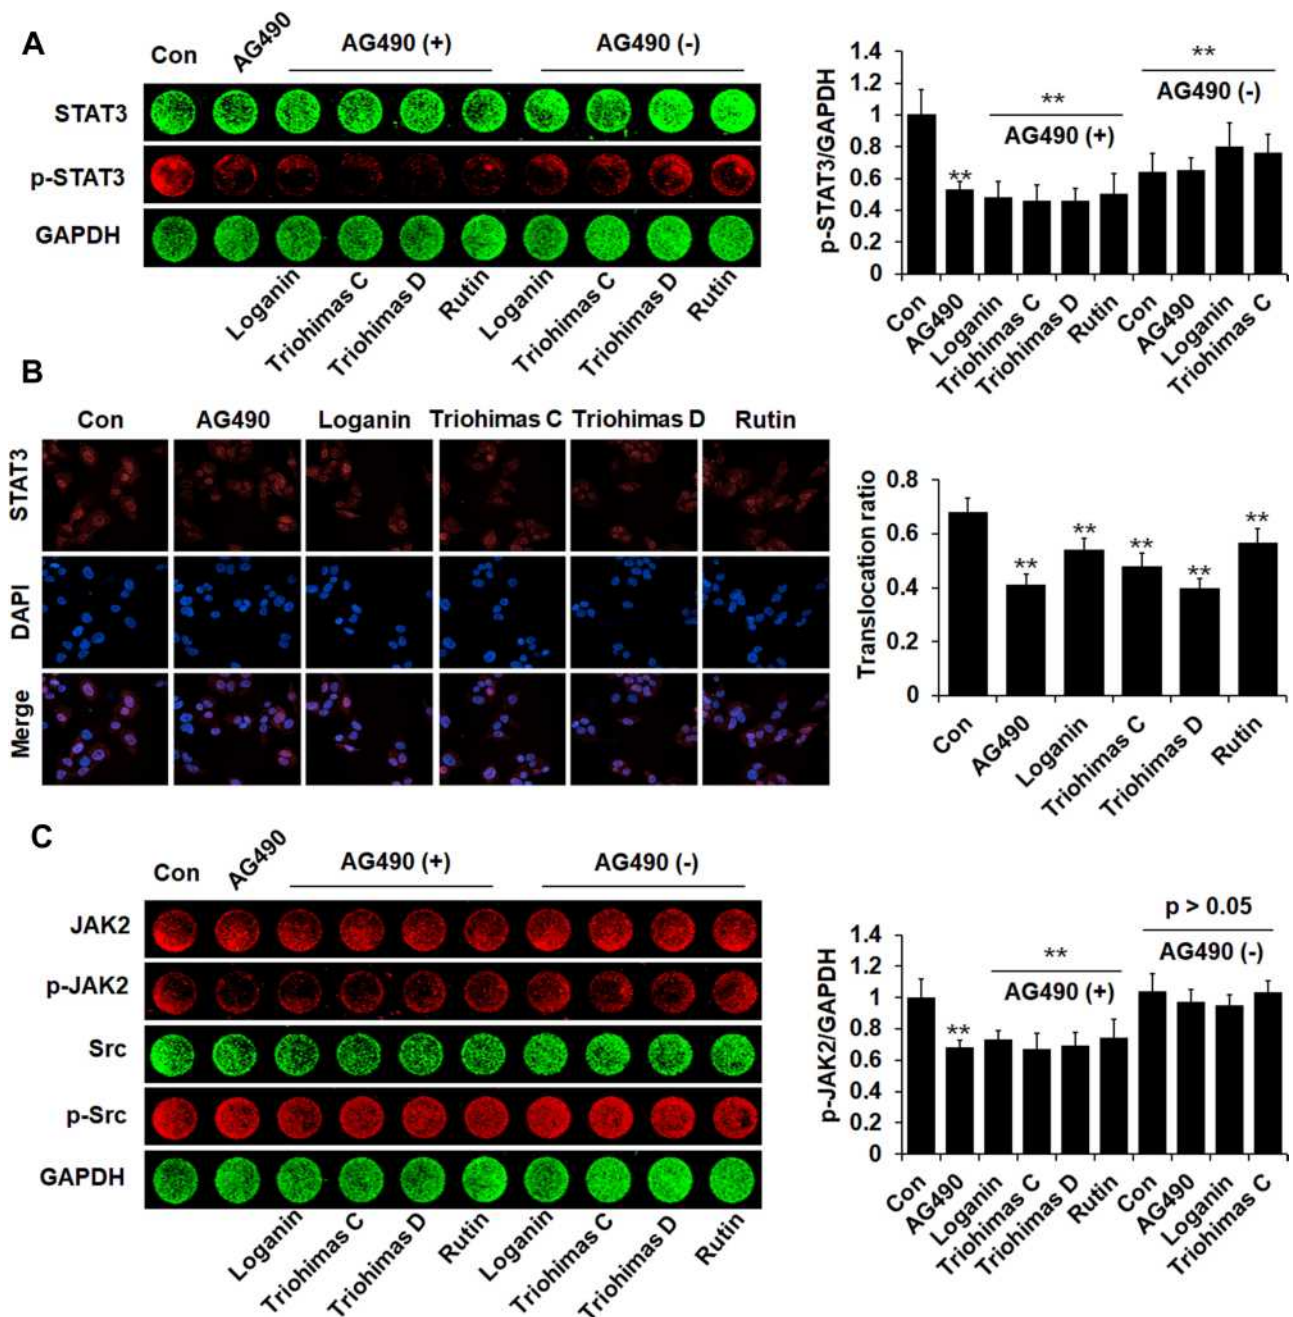 A
Con
AG490
AG490 (+)
AG490 (-)
STAT3
p-STAT3
GAPDH
Loganin
Triohimas C
Triohimas D
Rutin
Loganin
Triohimas C
Triohimas D
Rutin
p-STAT3/GAPDH
1.4
1.2
1
0.8
0.6
0.4
0.2
0
**
**
AG490 (+)
**
AG490 (-)
Con
AG490
Loganin
Triohimas C
Triohimas D
Rutin
Con
AG490
Loganin
Triohimas C
B
Con
AG490
Loganin
Triohimas C
Triohimas D
Rutin
STAT3
DAPI
Merge
Translocation ratio
0.8
0.6
0.4
0.2
0
**
**
**
**
**
Con
AG490
Loganin
Triohimas C
Triohimas D
Rutin
C
Con
AG490
AG490 (+)
AG490 (-)
JAK2
p-JAK2
Src
p-Src
GAPDH
Loganin
Triohimas C
Triohimas D
Rutin
Loganin
Triohimas C
Triohimas D
Rutin
p-JAK2/GAPDH
1.4
1.2
1
0.8
0.6
0.4
0.2
0
**
**
AG490 (+)
p > 0.05
AG490 (-)
Con
AG490
Loganin
Triohimas C
Triohimas D
Rutin
Con
AG490
Loganin
Triohimas C